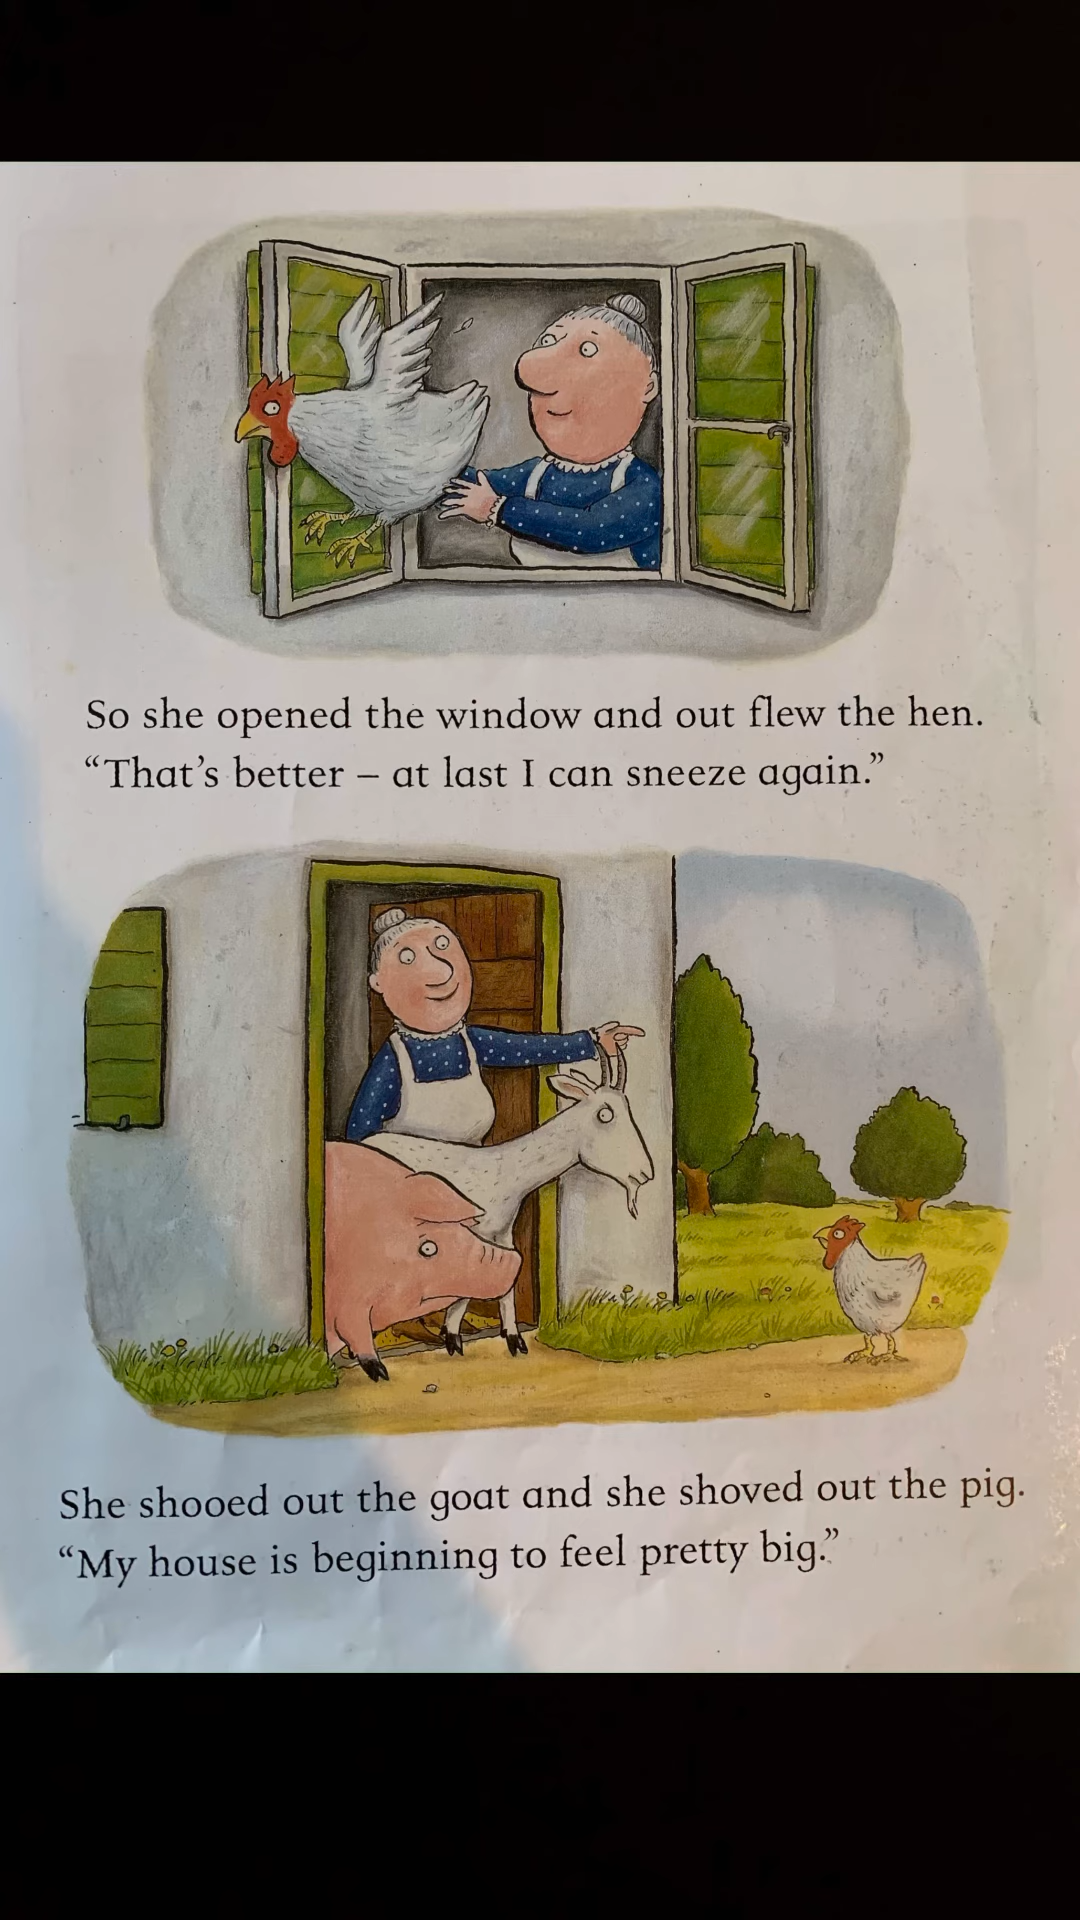 So she opened the window and out flew the hen.
“That’s better – at last I can sneeze again.”
She shooed out the goat and she shoved out the pig.
“My house is beginning to feel pretty big.”